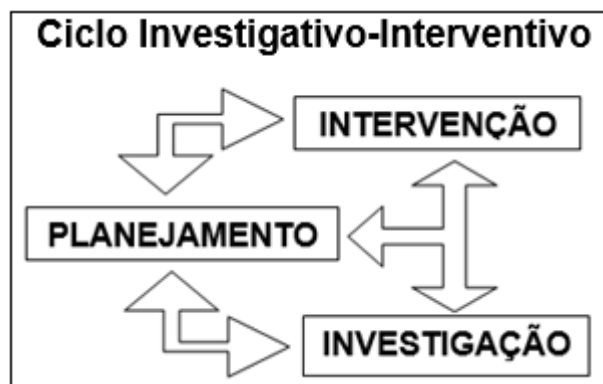 Ciclo Investigativo-Interventivo
INTERVENÇÃO
PLANEJAMENTO
INVESTIGAÇÃO